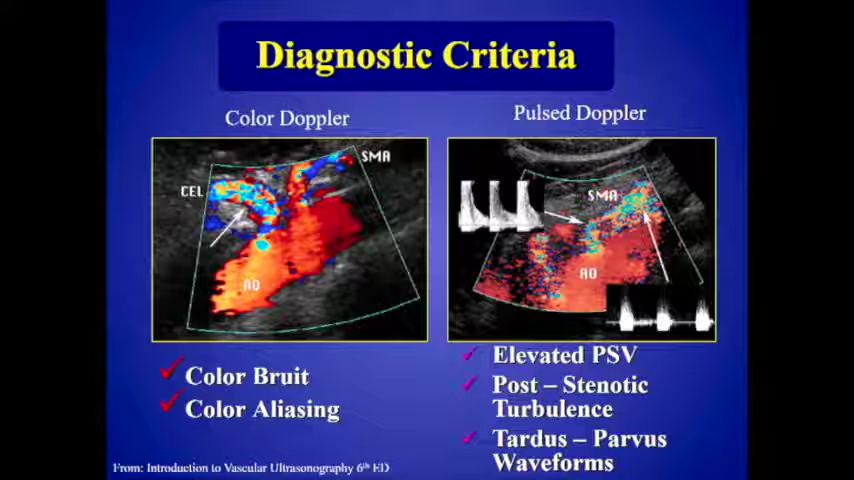 Diagnostic Criteria
Color Doppler
Pulsed Doppler
SMA
CEL
AO
SMA
AO
Color Bruit
Color Aliasing
Elevated PSV
Post – Stenotic
Turbulence
Tardus – Parvus
Waveforms
From: Introduction to Vascular Ultrasonography 6th ED